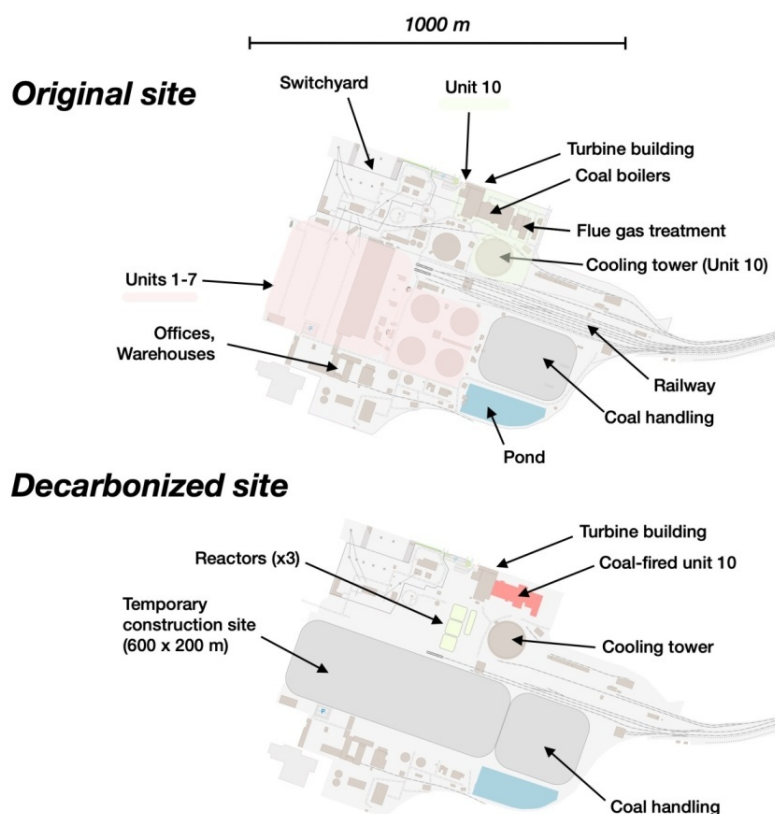 1000 m
Original site
Switchyard
Unit 10
Turbine building
Coal boilers
Flue gas treatment
Cooling tower (Unit 10)
Units 1-7
Offices,
Warehouses
Railway
Coal handling
Pond
Decarbonized site
Turbine building
Reactors (x3)
Coal-fired unit 10
Temporary
construction site
(600 x 200 m)
Cooling tower
Coal handling